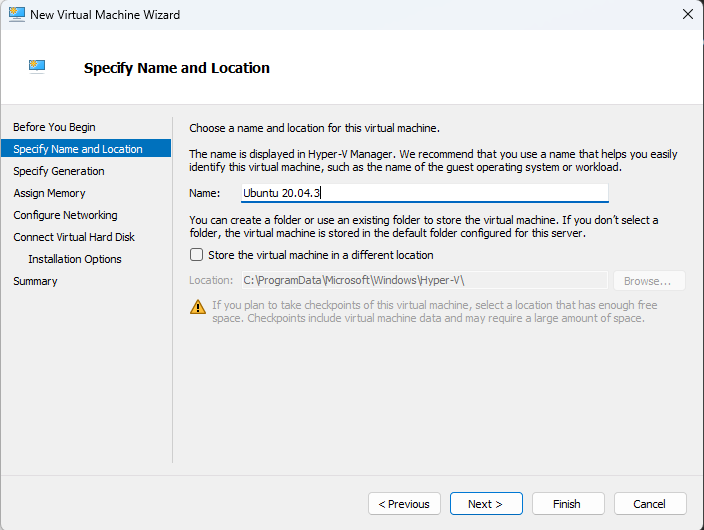 New Virtual Machine Wizard
Specify Name and Location
Before You Begin
Specify Name and Location
Specify Generation
Assign Memory
Configure Networking
Connect Virtual Hard Disk
Installation Options
Summary
Choose a name and location for this virtual machine.
The name is displayed in Hyper-V Manager. We recommend that you use a name that helps you easily
identify this virtual machine, such as the name of the guest operating system or workload.
Name: Ubuntu 20.04.3
You can create a folder or use an existing folder to store the virtual machine. If you don't select a
folder, the virtual machine is stored in the default folder configured for this server.
Store the virtual machine in a different location
Location: C:\ProgramData\Microsoft\Windows\Hyper-V\ Browse...
If you plan to take checkpoints of this virtual machine, select a location that has enough free
space. Checkpoints include virtual machine data and may require a large amount of space.
< Previous Next > Finish Cancel